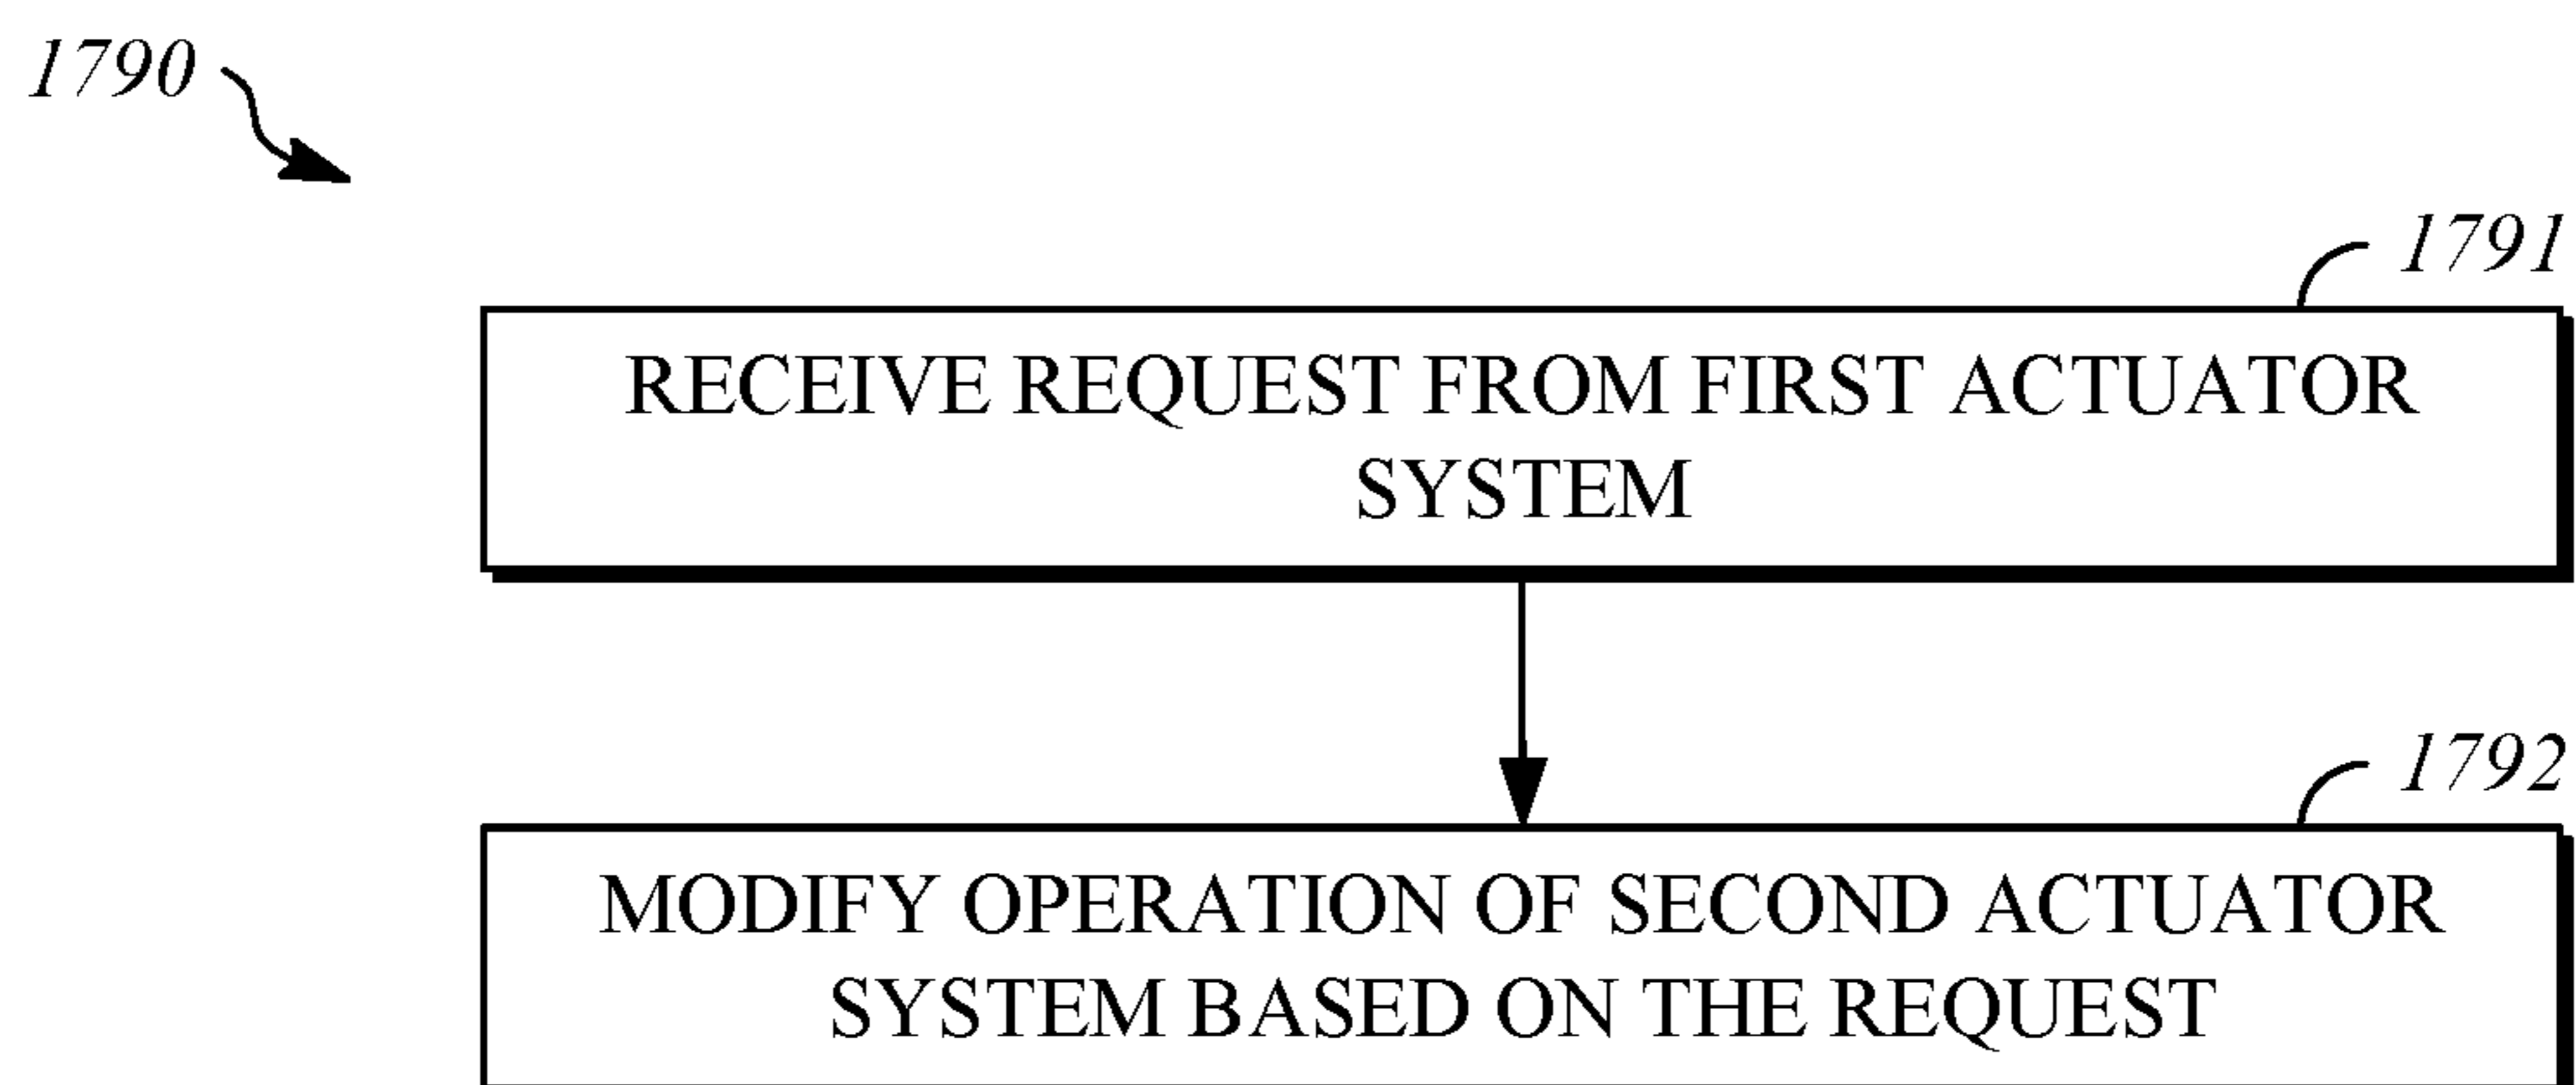 1790
1791
RECEIVE REQUEST FROM FIRST ACTUATOR
SYSTEM
1792
MODIFY OPERATION OF SECOND ACTUATOR
SYSTEM BASED ON THE REQUEST